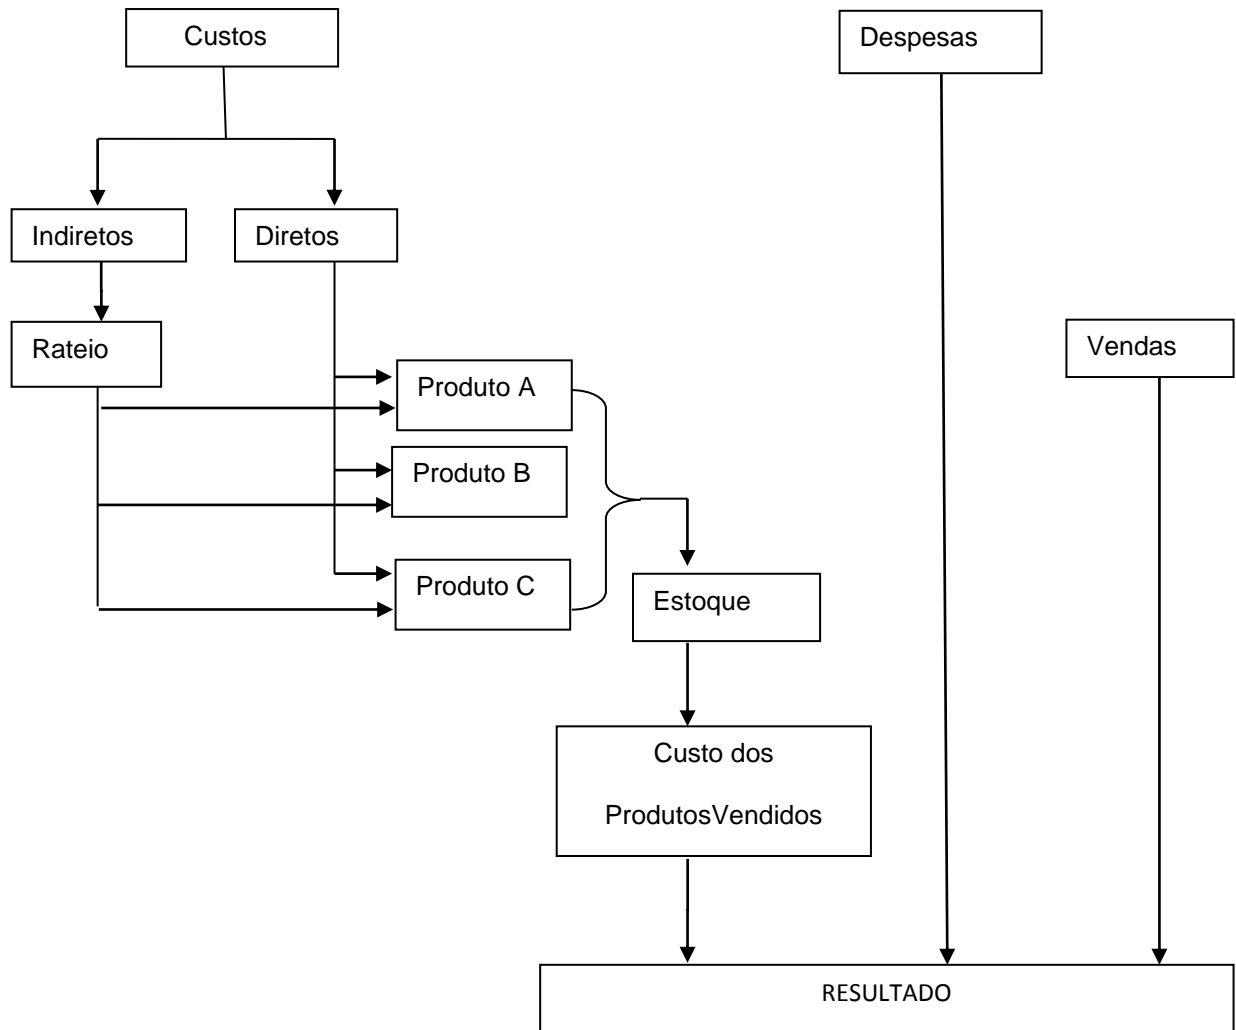 Custos
Despesas
Indiretos
Diretos
Rateio
Vendas
Produto A
Produto B
Produto C
Estoque
Custo dos
ProdutosVendidos
RESULTADO